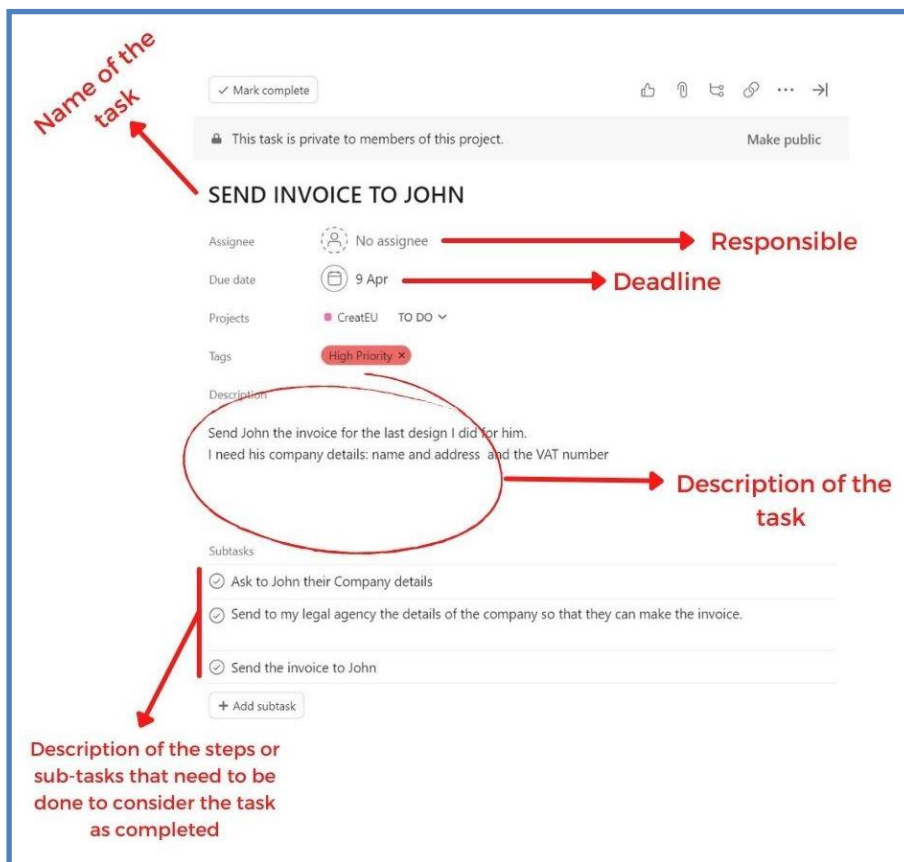 Name of the
task
Mark complete
This task is private to members of this project.
Make public
SEND INVOICE TO JOHN
Assignee
No assignee
Responsible
Due date
9 Apr
Deadline
Projects
CreatEU
TO DO
Tags
High Priority ×
Description
Send John the invoice for the last design I did for him.
I need his company details: name and address and the VAT number
Description of the
task
Subtasks
Ask to John their Company details
Send to my legal agency the details of the company so that they can make the invoice.
Send the invoice to John
+ Add subtask
Description of the steps or
sub-tasks that need to be
done to consider the task
as completed